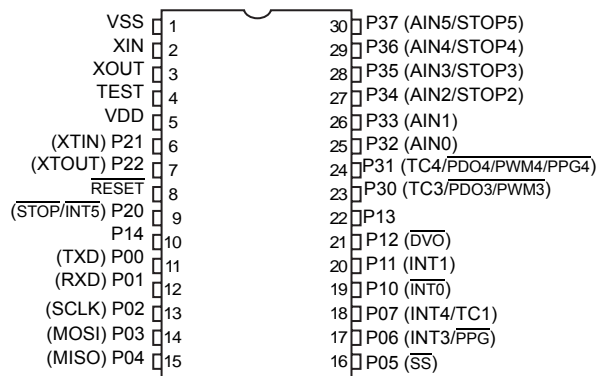 VSS 1 30 P37 (AIN5/STOP5)
XIN 2 29 P36 (AIN4/STOP4)
XOUT 3 28 P35 (AIN3/STOP3)
TEST 4 27 P34 (AIN2/STOP2)
VDD 5 26 P33 (AIN1)
(XTIN) P21 6 25 P32 (AIN0)
(XTOUT) P22 7 24 P31 (TC4/PDO4/PWM4/PPG4)
RESET 8 23 P30 (TC3/PDO3/PWM3)
(STOP/INT5) P20 9 22 P13
P14 10 21 P12 (DVO)
(TXD) P00 11 20 P11 (INT1)
(RXD) P01 12 19 P10 (INT0)
(SCLK) P02 13 18 P07 (INT4/TC1)
(MOSI) P03 14 17 P06 (INT3/PPG)
(MISO) P04 15 16 P05 (SS)